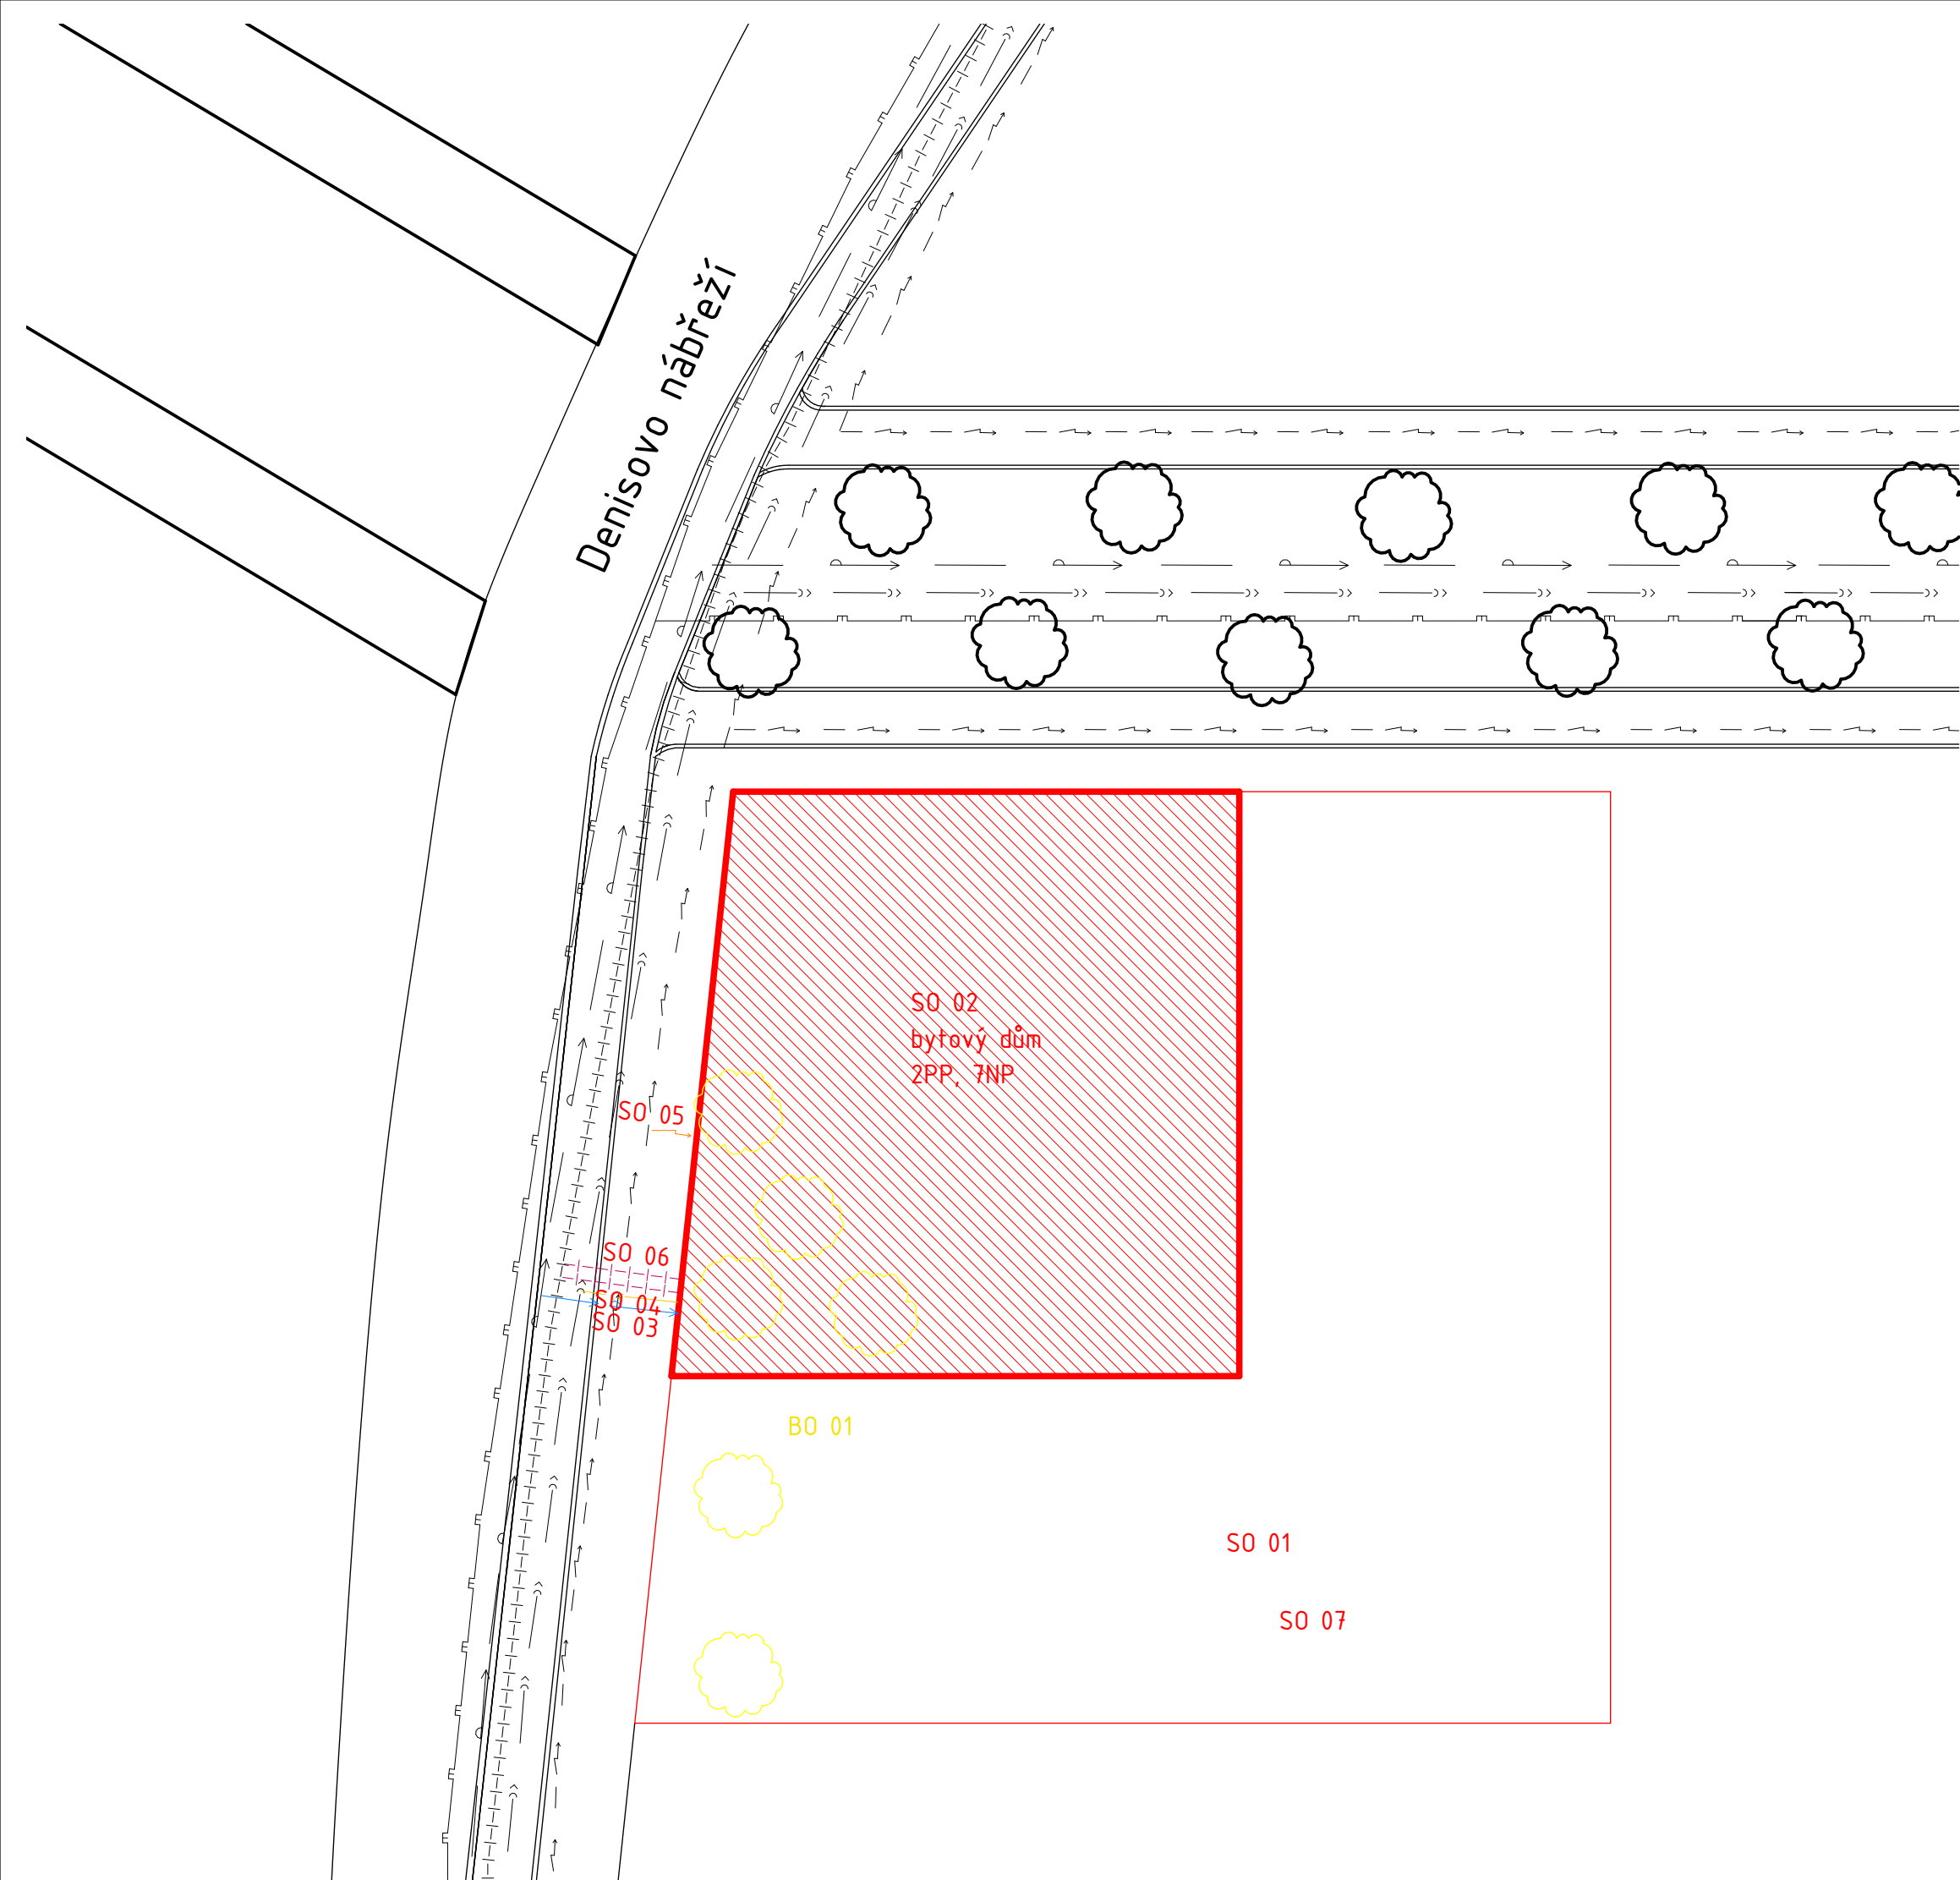 Denisovo nábřeží
SO 02
bytový dům
2PP, 7NP
SO 05
SO 06
SO 04
SO 03
BO 01
SO 01
SO 07